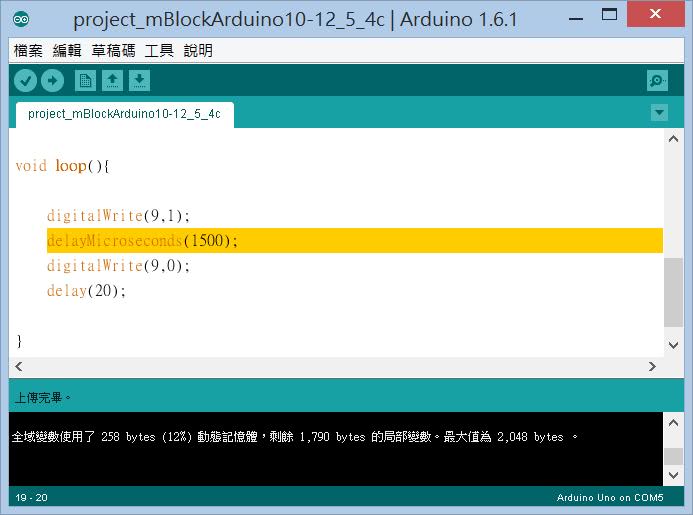 project_mBlockArduino10-12_5_4c | Arduino 1.6.1
檔案 編輯 草稿碼 工具 說明
project_mBlockArduino10-12_5_4c
void loop(){
digitalWrite(9,1);
delayMicroseconds(1500);
digitalWrite(9,0);
delay(20);
}
上傳完畢。
全域變數使用了 258 bytes (12%) 動態記憶體，剩餘 1,790 bytes 的局部變數。最大值為 2,048 bytes 。
19 - 20
Arduino Uno on COM5